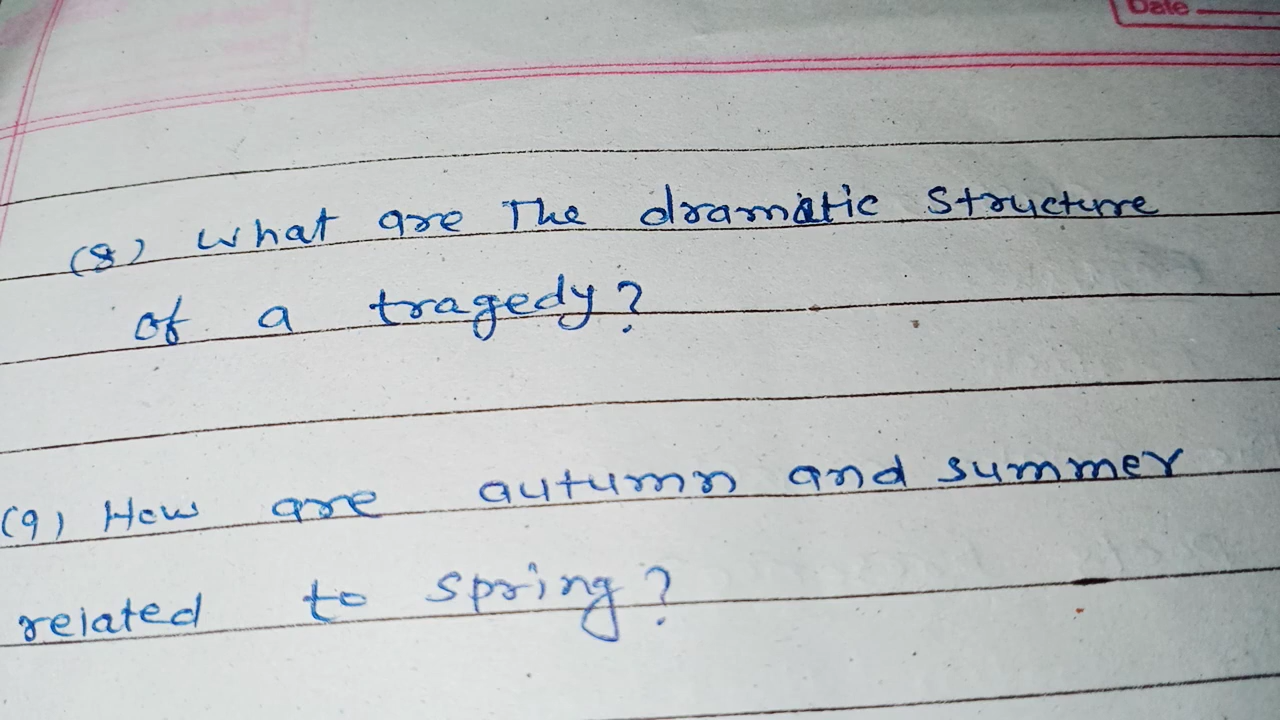 Date
(8) What are The dramatic structure
of a tragedy?
(9) How are autumn and summer
related to spring?